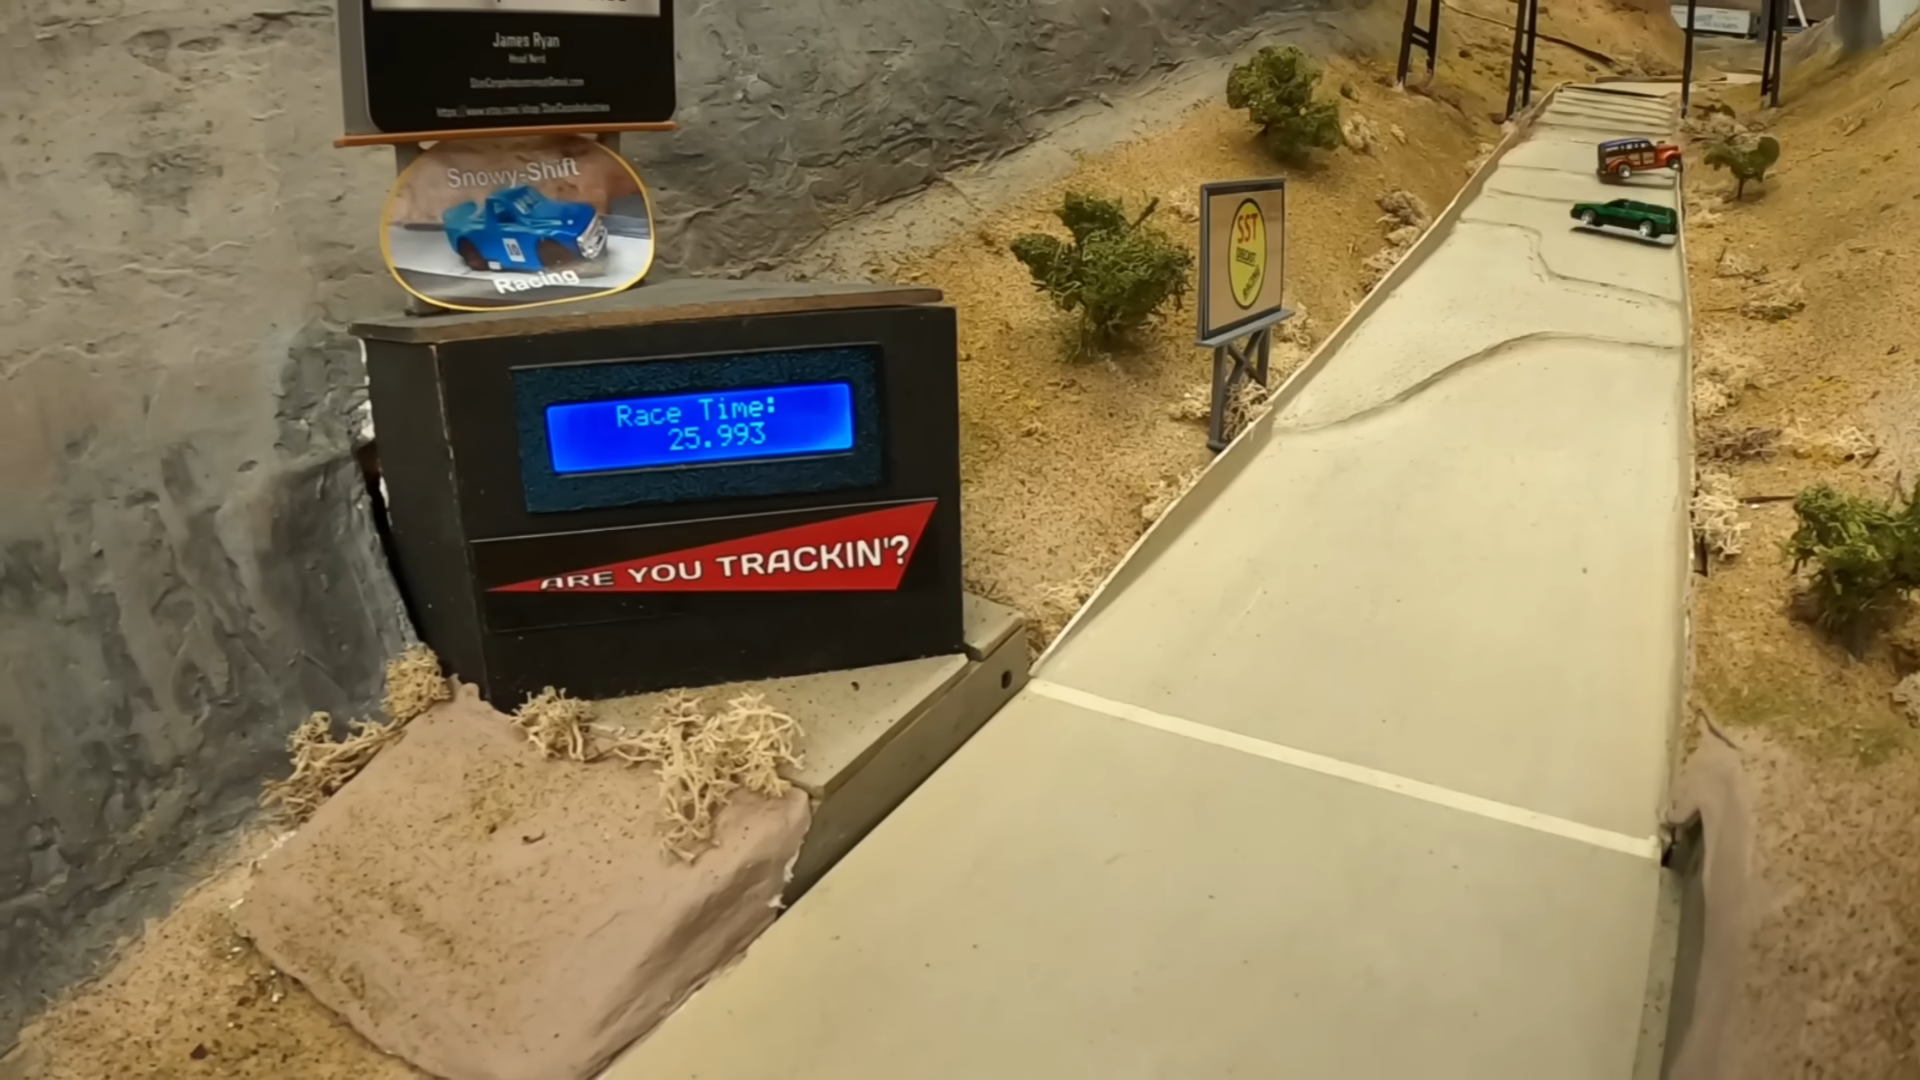 James Ryan
Head Nerd
Snowy-Shift
Racing
SST
Race Time:
25.993
ARE YOU TRACKIN'?